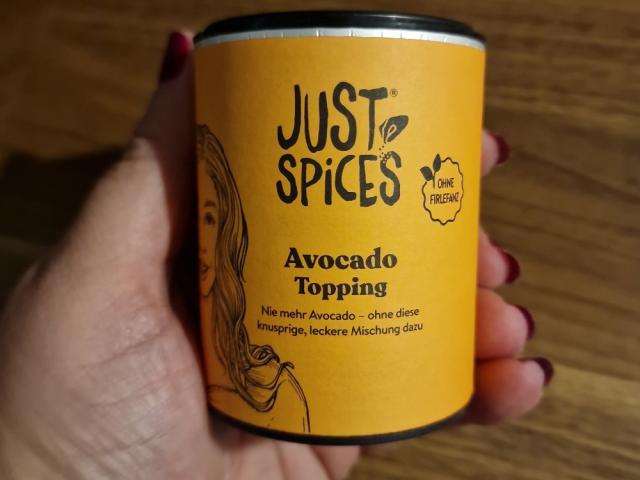 JUST®
SPiCES
OHNE
FIRLEFANZ
Avocado
Topping
Nie mehr Avocado – ohne diese
knusprige, leckere Mischung dazu